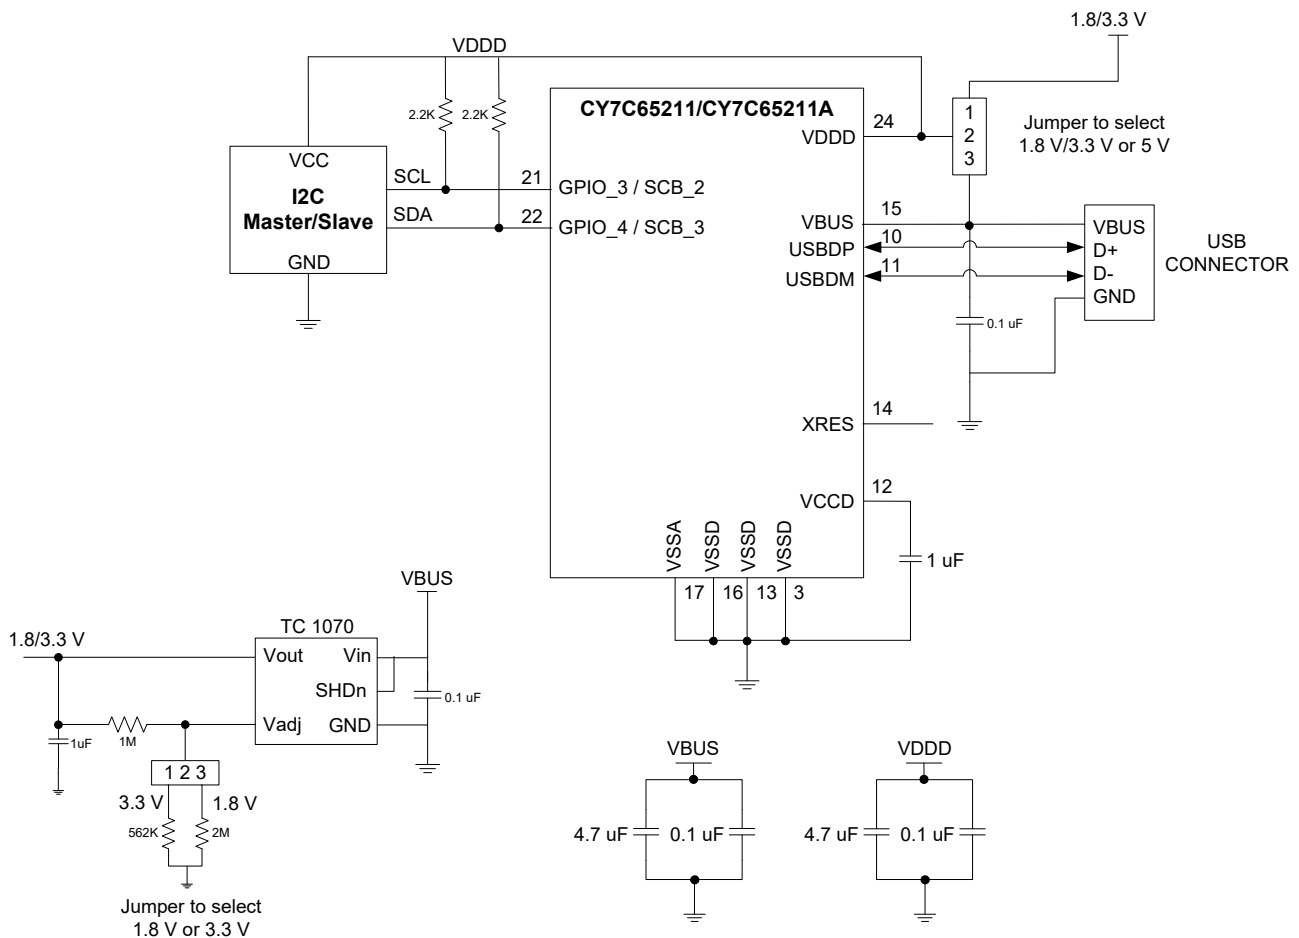 1.8/3.3 V
VDDD
2.2K 2.2K
CY7C65211/CY7C65211A
VDDD 24
1
2
3
Jumper to select
1.8 V/3.3 V or 5 V
VCC
I2C
Master/Slave
GND
SCL
SDA
21 GPIO_3 / SCB_2
22 GPIO_4 / SCB_3
VBUS 15
USBDP 10
USBDM 11
VBUS
D+
D-
GND
USB
CONNECTOR
0.1 uF
XRES 14
VCCD 12
1 uF
VSSA
VSSD
VSSD
VSSD
17 16 13 3
VBUS
1.8/3.3 V
TC 1070
Vout Vin
SHDn
Vadj GND
0.1 uF
1uF
1M
1 2 3
3.3 V 1.8 V
562K 2M
Jumper to select
1.8 V or 3.3 V
VBUS
4.7 uF 0.1 uF
VDDD
4.7 uF 0.1 uF